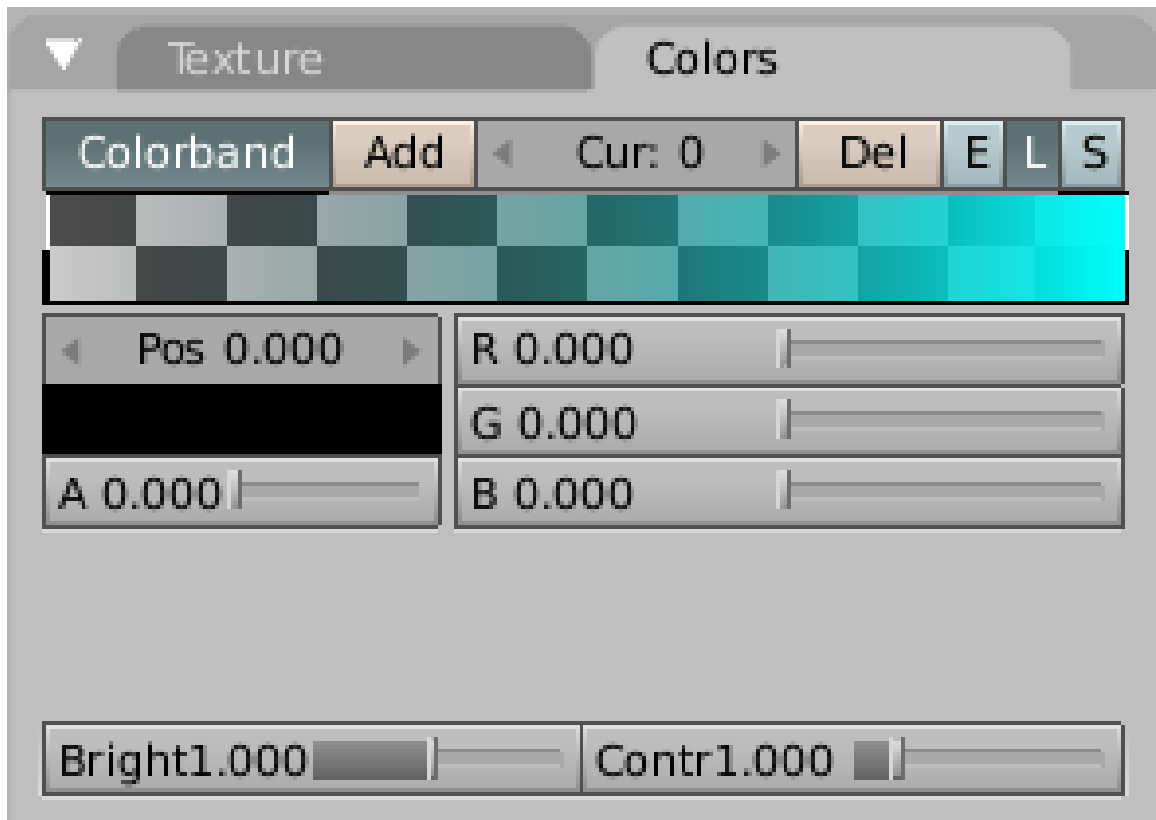 Texture Colors
Colorband Add Cur: 0 Del E L S
Pos 0.000 R 0.000
G 0.000
A 0.000 B 0.000
Bright1.000 Contr1.000